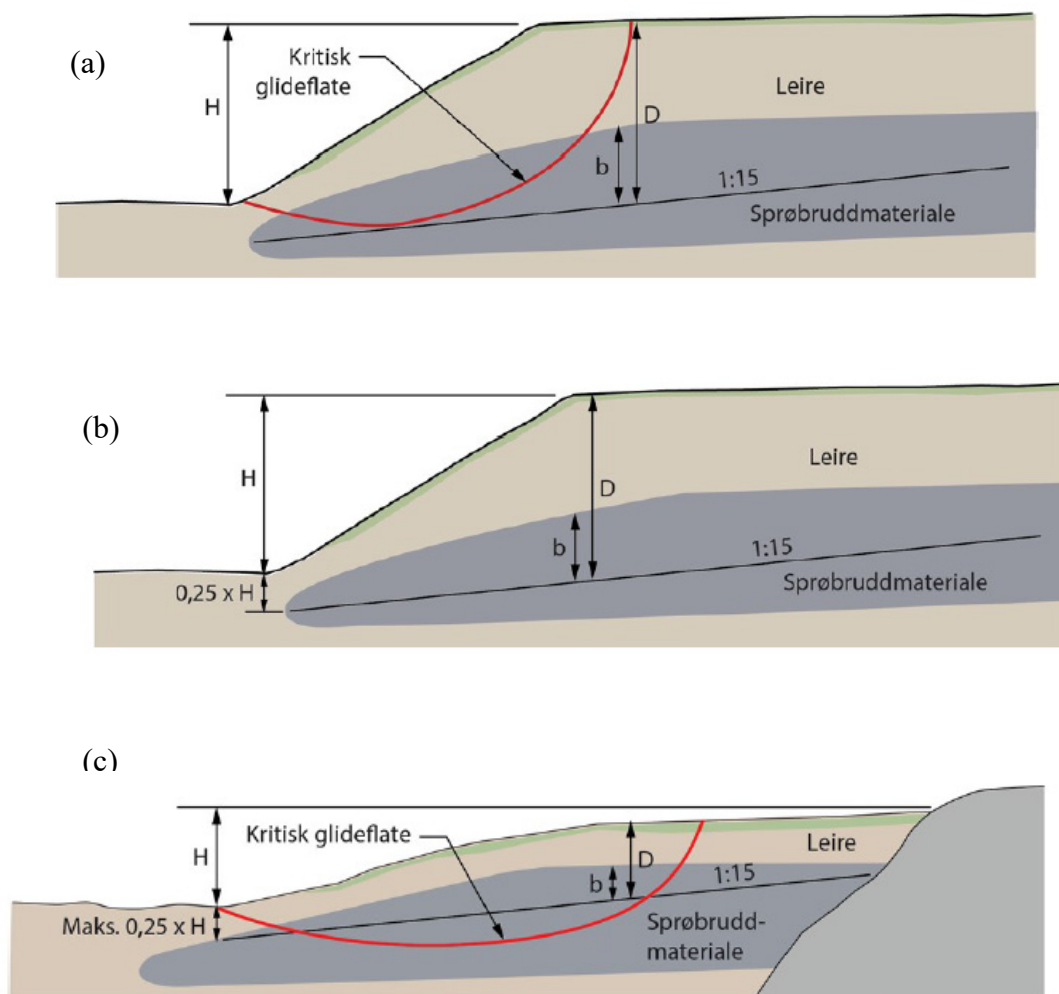 (a)
H
Kritisk
glideflate
Leire
D
b
1:15
Sprøbruddmateriale
(b)
H
Leire
D
b
1:15
0,25 x H
Sprøbruddmateriale
(c)
H
Kritisk glideflate
Leire
D
b
1:15
Maks. 0,25 x H
Sprøbrudd-
materiale